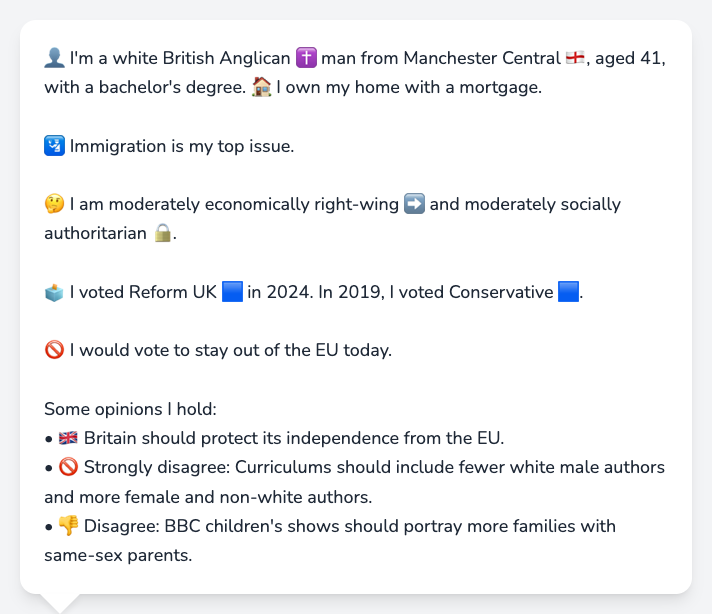 👤 I'm a white British Anglican ✝️ man from Manchester Central 🏴󠁧󠁢󠁥󠁮󠁧󠁿, aged 41,
with a bachelor's degree. 🏠 I own my home with a mortgage.
🛂 Immigration is my top issue.
🤔 I am moderately economically right-wing ➡️ and moderately socially
authoritarian 🔒.
🗳️ I voted Reform UK 🟦 in 2024. In 2019, I voted Conservative 🟦.
🚫 I would vote to stay out of the EU today.
Some opinions I hold:
• 🇬🇧 Britain should protect its independence from the EU.
• 🚫 Strongly disagree: Curriculums should include fewer white male authors
and more female and non-white authors.
• 👎 Disagree: BBC children's shows should portray more families with
same-sex parents.